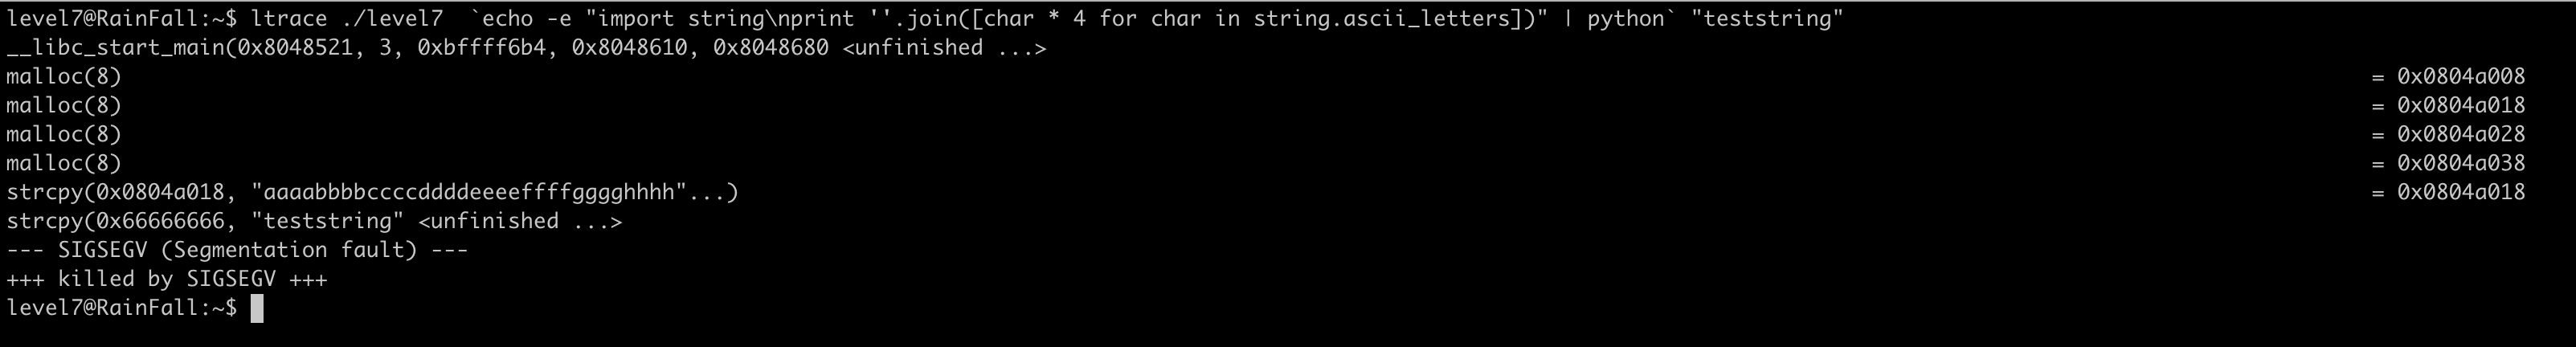 level7@RainFall:~$ ltrace ./level7  `echo -e "import string\nprint ''.join([char * 4 for char in string.ascii_letters])" | python` "teststring"
__libc_start_main(0x8048521, 3, 0xbffff6b4, 0x8048610, 0x8048680 <unfinished ...>
malloc(8) = 0x0804a008
malloc(8) = 0x0804a018
malloc(8) = 0x0804a028
malloc(8) = 0x0804a038
strcpy(0x0804a018, "aaaabbbbccccddddeeeeffffgggghhhh"...) = 0x0804a018
strcpy(0x66666666, "teststring" <unfinished ...>
--- SIGSEGV (Segmentation fault) ---
+++ killed by SIGSEGV +++
level7@RainFall:~$